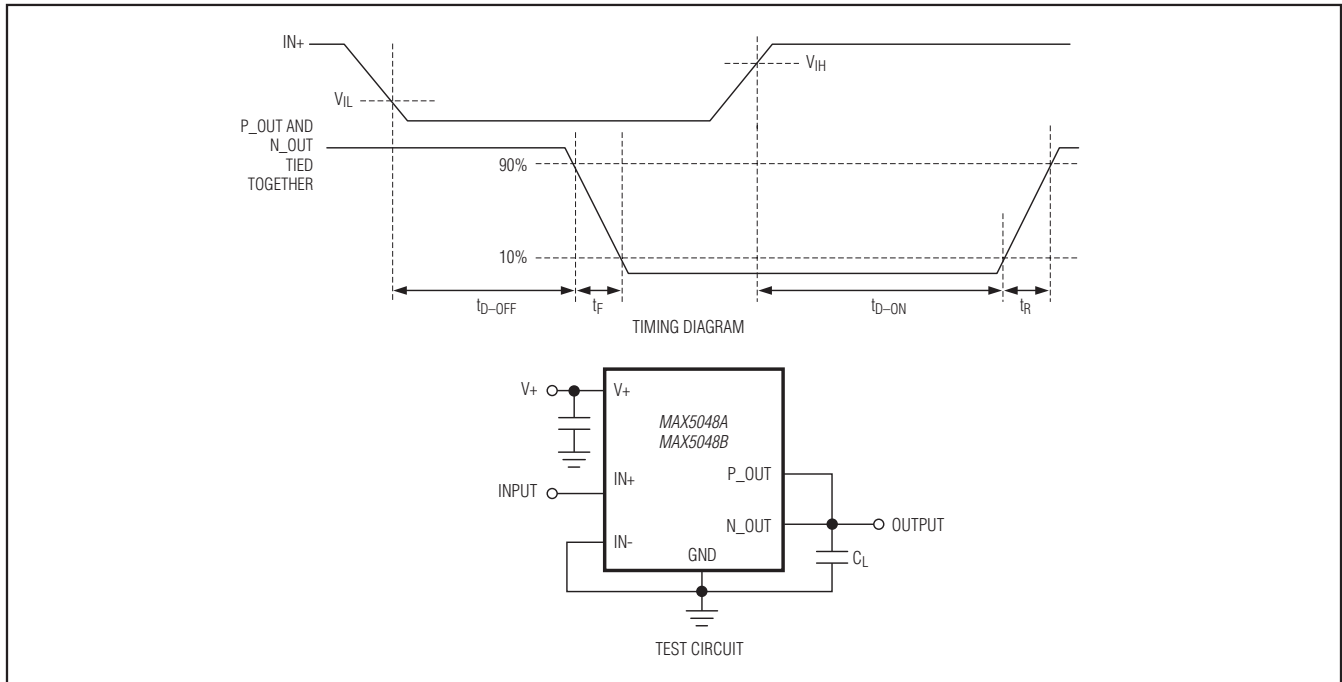 IN+
VIH
VIL
P_OUT AND
N_OUT
TIED
TOGETHER
90%
10%
tD–OFF
tF
tD–ON
tR
TIMING DIAGRAM
V+
V+
MAX5048A
MAX5048B
IN+
P_OUT
INPUT
N_OUT
OUTPUT
IN-
GND
CL
TEST CIRCUIT